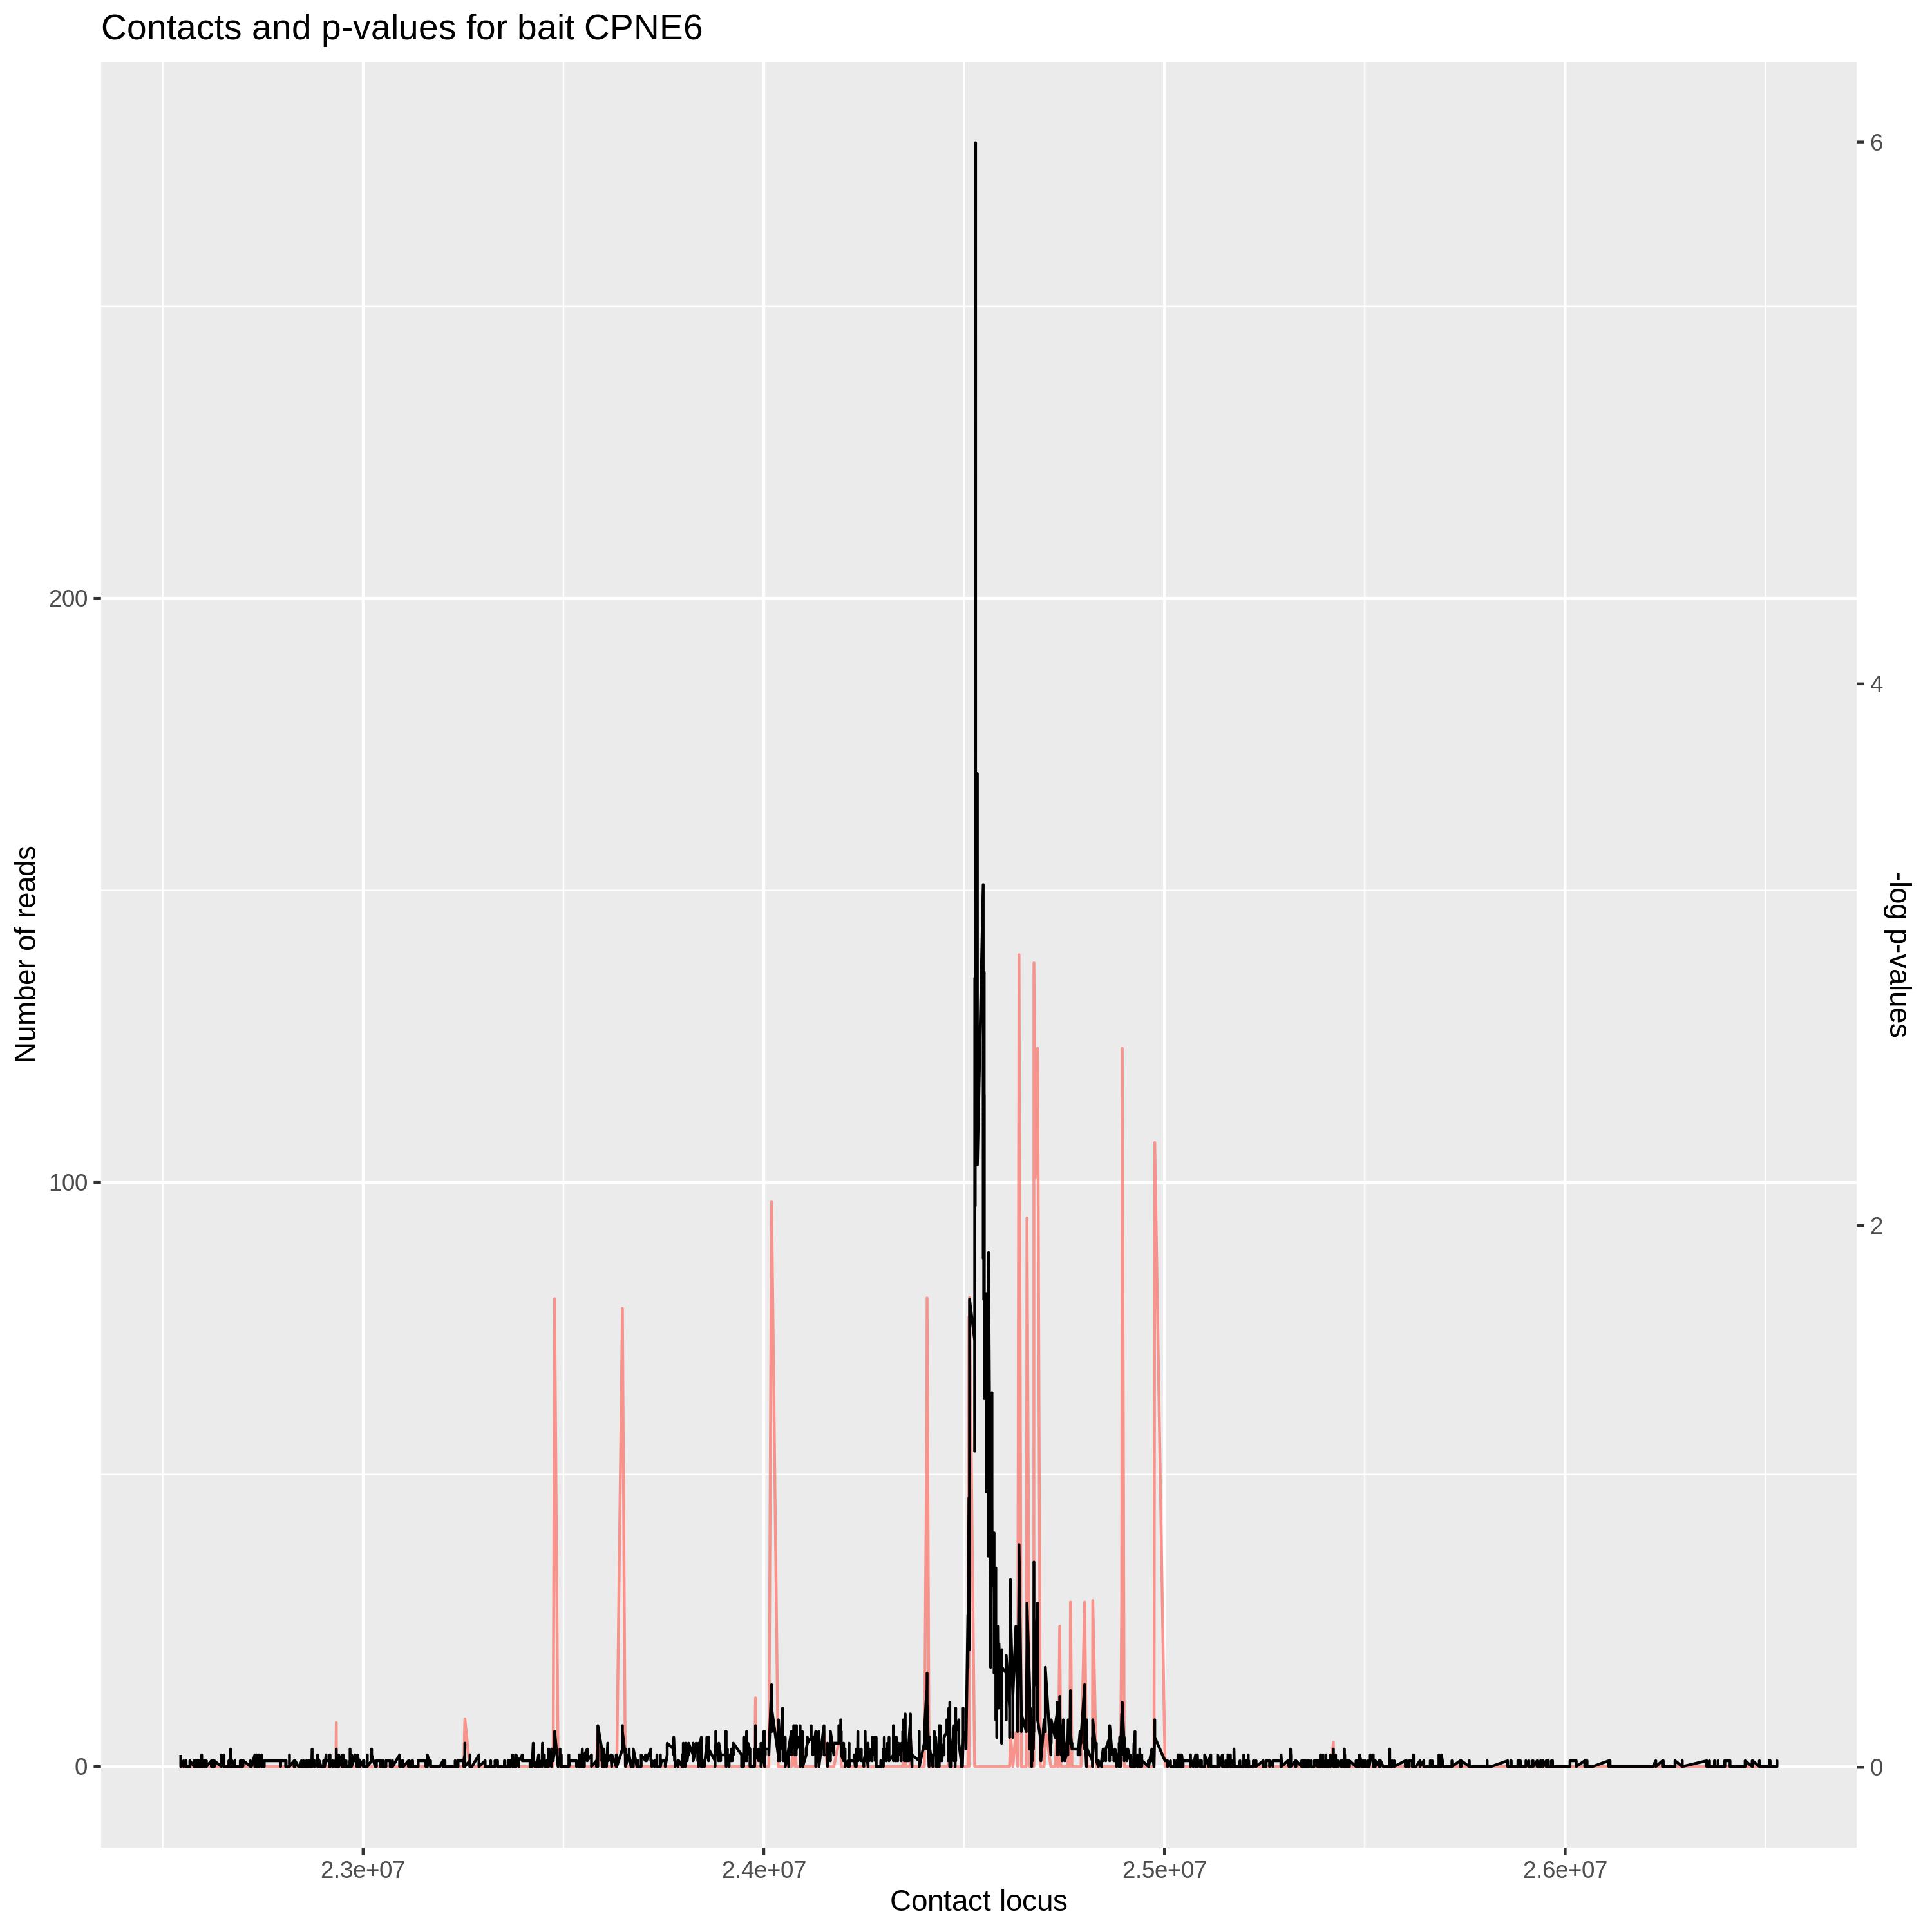 Contacts and p-values for bait CPNE6
Number of reads
200
100
0
6
4
2
0
-log p-values
2.3e+07
2.4e+07
2.5e+07
2.6e+07
Contact locus